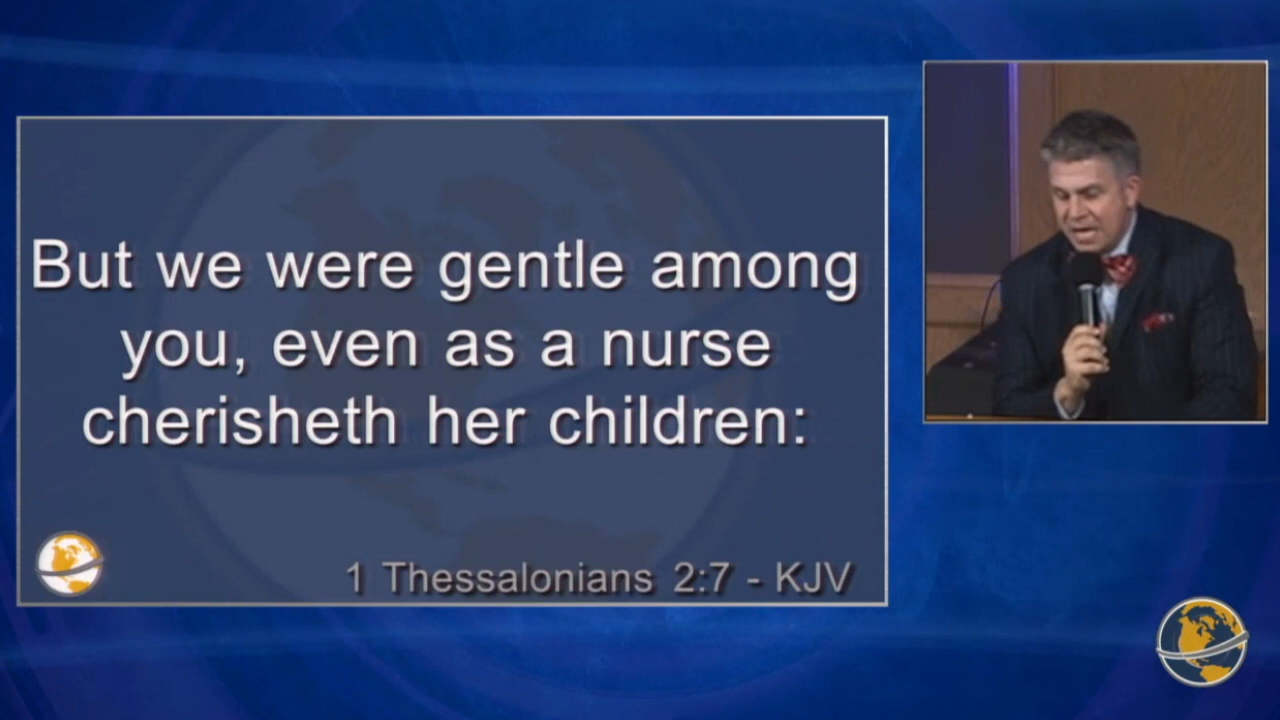 But we were gentle among
you, even as a nurse
cherisheth her children:
1 Thessalonians 2:7 - KJV